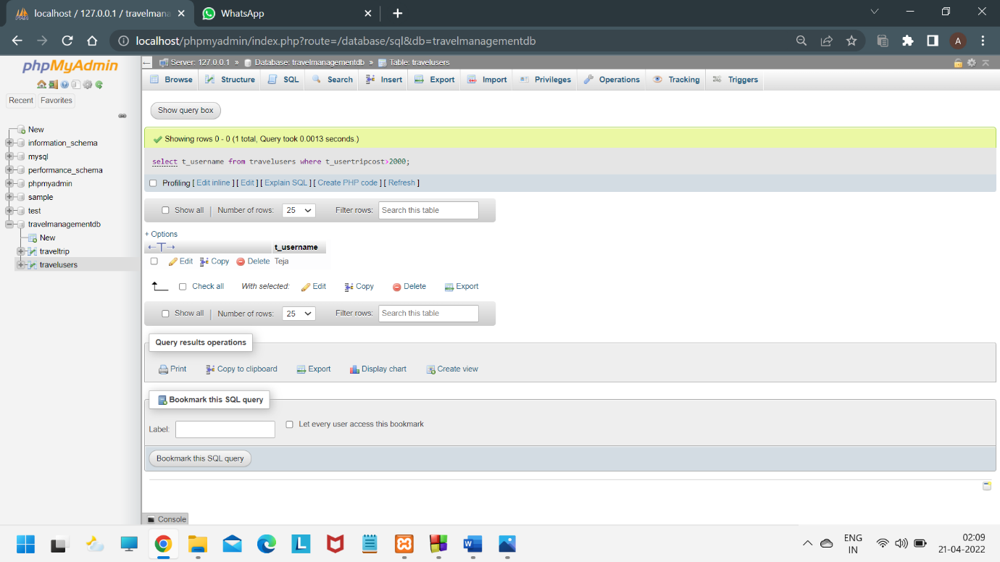 localhost / 127.0.0.1 / travelmana
WhatsApp
localhost/phpmyadmin/index.php?route=/database/sql&db=travelmanagementdb
A
phpMyAdmin
Recent Favorites
New
information_schema
mysql
performance_schema
phpmyadmin
sample
test
travelmanagementdb
New
traveltrip
travelusers
Server: 127.0.0.1 » Database: travelmanagementdb » Table: travelusers
Browse Structure SQL Search Insert Export Import Privileges Operations Tracking Triggers
Show query box
Showing rows 0 - 0 (1 total, Query took 0.0013 seconds.)
select t_username from travelusers where t_usertripcost>2000;
Profiling [ Edit inline ] [ Edit ] [ Explain SQL ] [ Create PHP code ] [ Refresh ]
Show all | Number of rows: 25 Filter rows: Search this table
+ Options
←T→ t_username
Edit Copy Delete Teja
Check all With selected: Edit Copy Delete Export
Show all | Number of rows: 25 Filter rows: Search this table
Query results operations
Print Copy to clipboard Export Display chart Create view
Bookmark this SQL query
Label: Let every user access this bookmark
Bookmark this SQL query
Console
L W
ENG
IN
02:09
21-04-2022